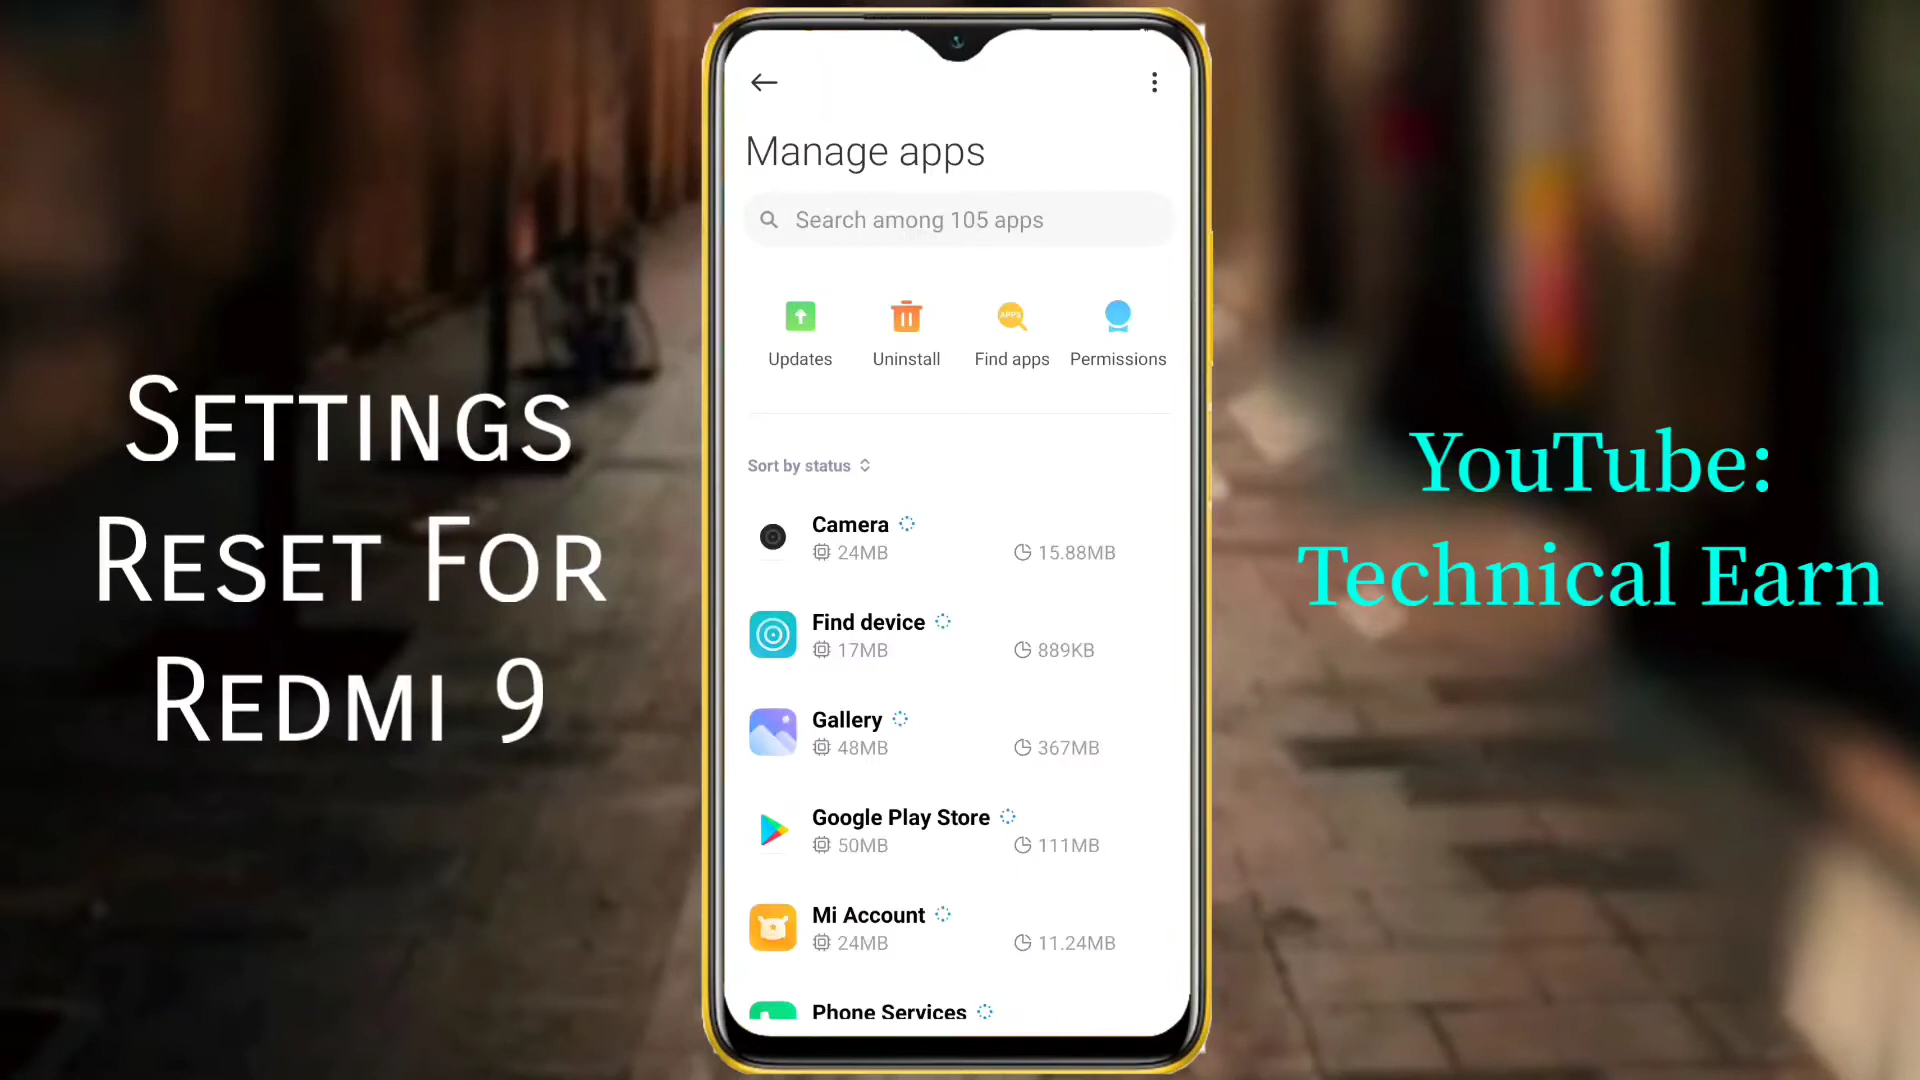 Manage apps
Search among 105 apps
Updates
Uninstall
APPS
Find apps
Permissions
Sort by status
Camera
24MB
15.88MB
Find device
17MB
889KB
Gallery
48MB
367MB
Google Play Store
50MB
111MB
Mi Account
24MB
11.24MB
Phone Services
SETTINGS
RESET FOR
REDMI 9
YouTube:
Technical Earn